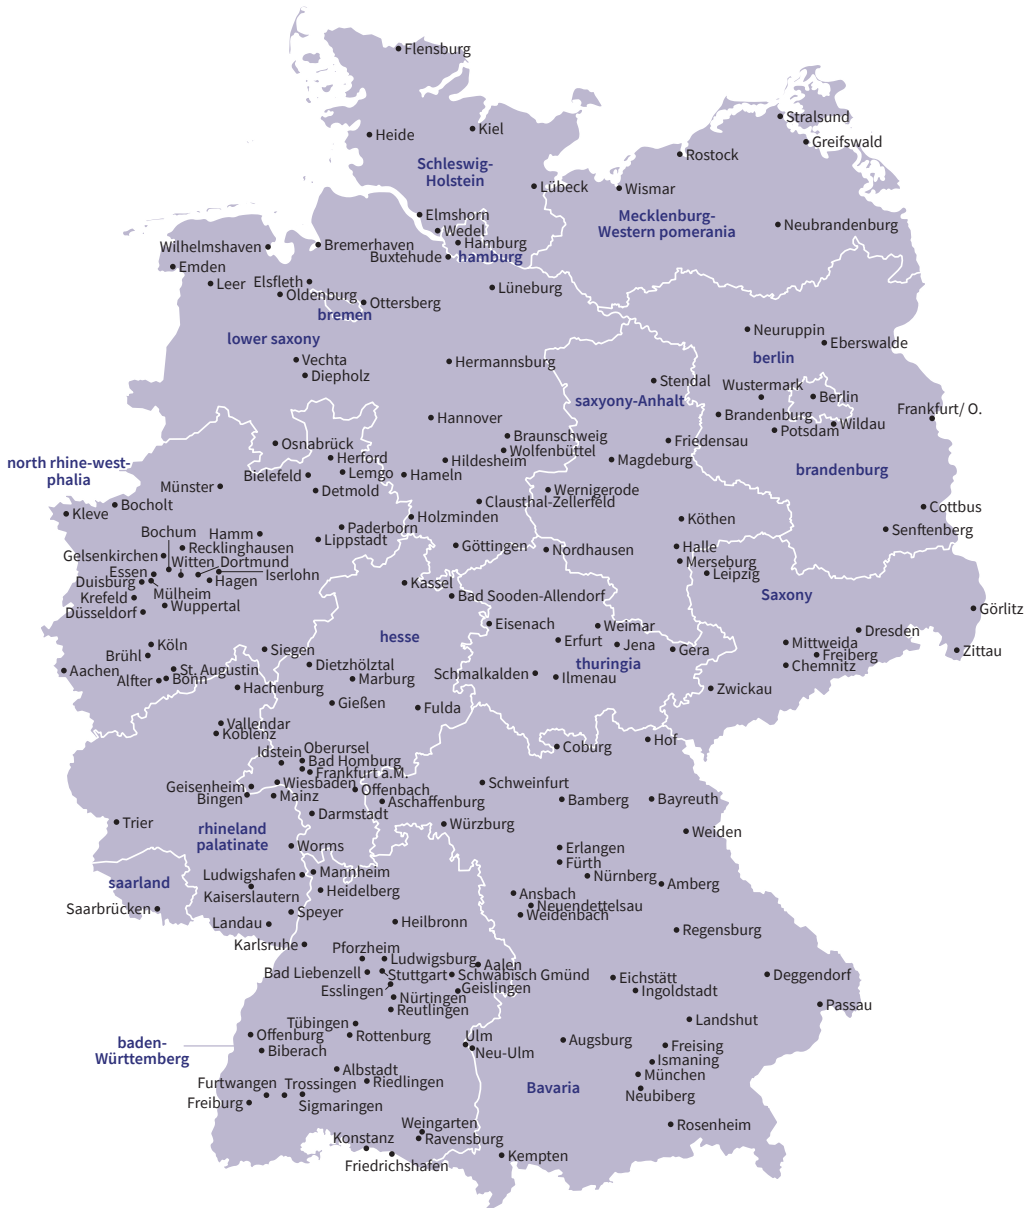 Flensburg
Stralsund
Kiel
Heide
Greifswald
Rostock
Schleswig-
Holstein
Lübeck
Wismar
Elmshorn
Mecklenburg-
Western pomerania
Neubrandenburg
Wedel
Hamburg
Wilhelmshaven
Bremerhaven
Buxtehude
hamburg
Emden
Leer
Elsfleth
Lüneburg
Oldenburg
Ottersberg
bremen
Neuruppin
lower saxony
Eberswalde
Vechta
Hermannsburg
berlin
Diepholz
Stendal
Wustermark
Berlin
saxyony-Anhalt
Frankfurt/ O.
Hannover
Brandenburg
Wildau
Potsdam
Osnabrück
Braunschweig
Friedensau
Wolfenbüttel
Herford
Hildesheim
Magdeburg
north rhine-west-
phalia
brandenburg
Bielefeld
Lemgo
Hameln
Münster
Detmold
Wernigerode
Clausthal-Zellerfeld
Bocholt
Cottbus
Kleve
Holzminden
Köthen
Paderborn
Senftenberg
Bochum
Hamm
Lippstadt
Recklinghausen
Göttingen
Nordhausen
Halle
Gelsenkirchen
Witten
Dortmund
Merseburg
Essen
Iserlohn
Leipzig
Duisburg
Hagen
Kassel
Krefeld
Mülheim
Bad Sooden-Allendorf
Saxony
Düsseldorf
Wuppertal
Görlitz
Eisenach
Weimar
Dresden
hesse
Erfurt
Jena
Mittweida
Köln
Siegen
Gera
Freiberg
Zittau
Brühl
Dietzhölztal
thuringia
Chemnitz
Aachen
St. Augustin
Alfter
Bonn
Marburg
Schmalkalden
Ilmenau
Hachenburg
Zwickau
Gießen
Fulda
Vallendar
Koblenz
Hof
Coburg
Oberursel
Idstein
Bad Homburg
Frankfurt a.M.
Wiesbaden
Schweinfurt
Geisenheim
Offenbach
Bingen
Mainz
Aschaffenburg
Bamberg
Bayreuth
Darmstadt
Trier
Würzburg
rhineland
palatinate
Weiden
Worms
Erlangen
Fürth
Ludwigshafen
Mannheim
Nürnberg
saarland
Amberg
Kaiserslautern
Heidelberg
Ansbach
Neuendettelsau
Saarbrücken
Speyer
Weidenbach
Landau
Heilbronn
Regensburg
Karlsruhe
Pforzheim
Ludwigsburg
Aalen
Bad Liebenzell
Stuttgart
Schwäbisch Gmünd
Eichstätt
Deggendorf
Esslingen
Geislingen
Ingolstadt
Nürtingen
Passau
Reutlingen
Tübingen
Landshut
Offenburg
Rottenburg
Ulm
Augsburg
baden-
Württemberg
Biberach
Neu-Ulm
Freising
Ismaning
Albstadt
München
Furtwangen
Trossingen
Riedlingen
Bavaria
Neubiberg
Freiburg
Sigmaringen
Weingarten
Rosenheim
Konstanz
Ravensburg
Friedrichshafen
Kempten